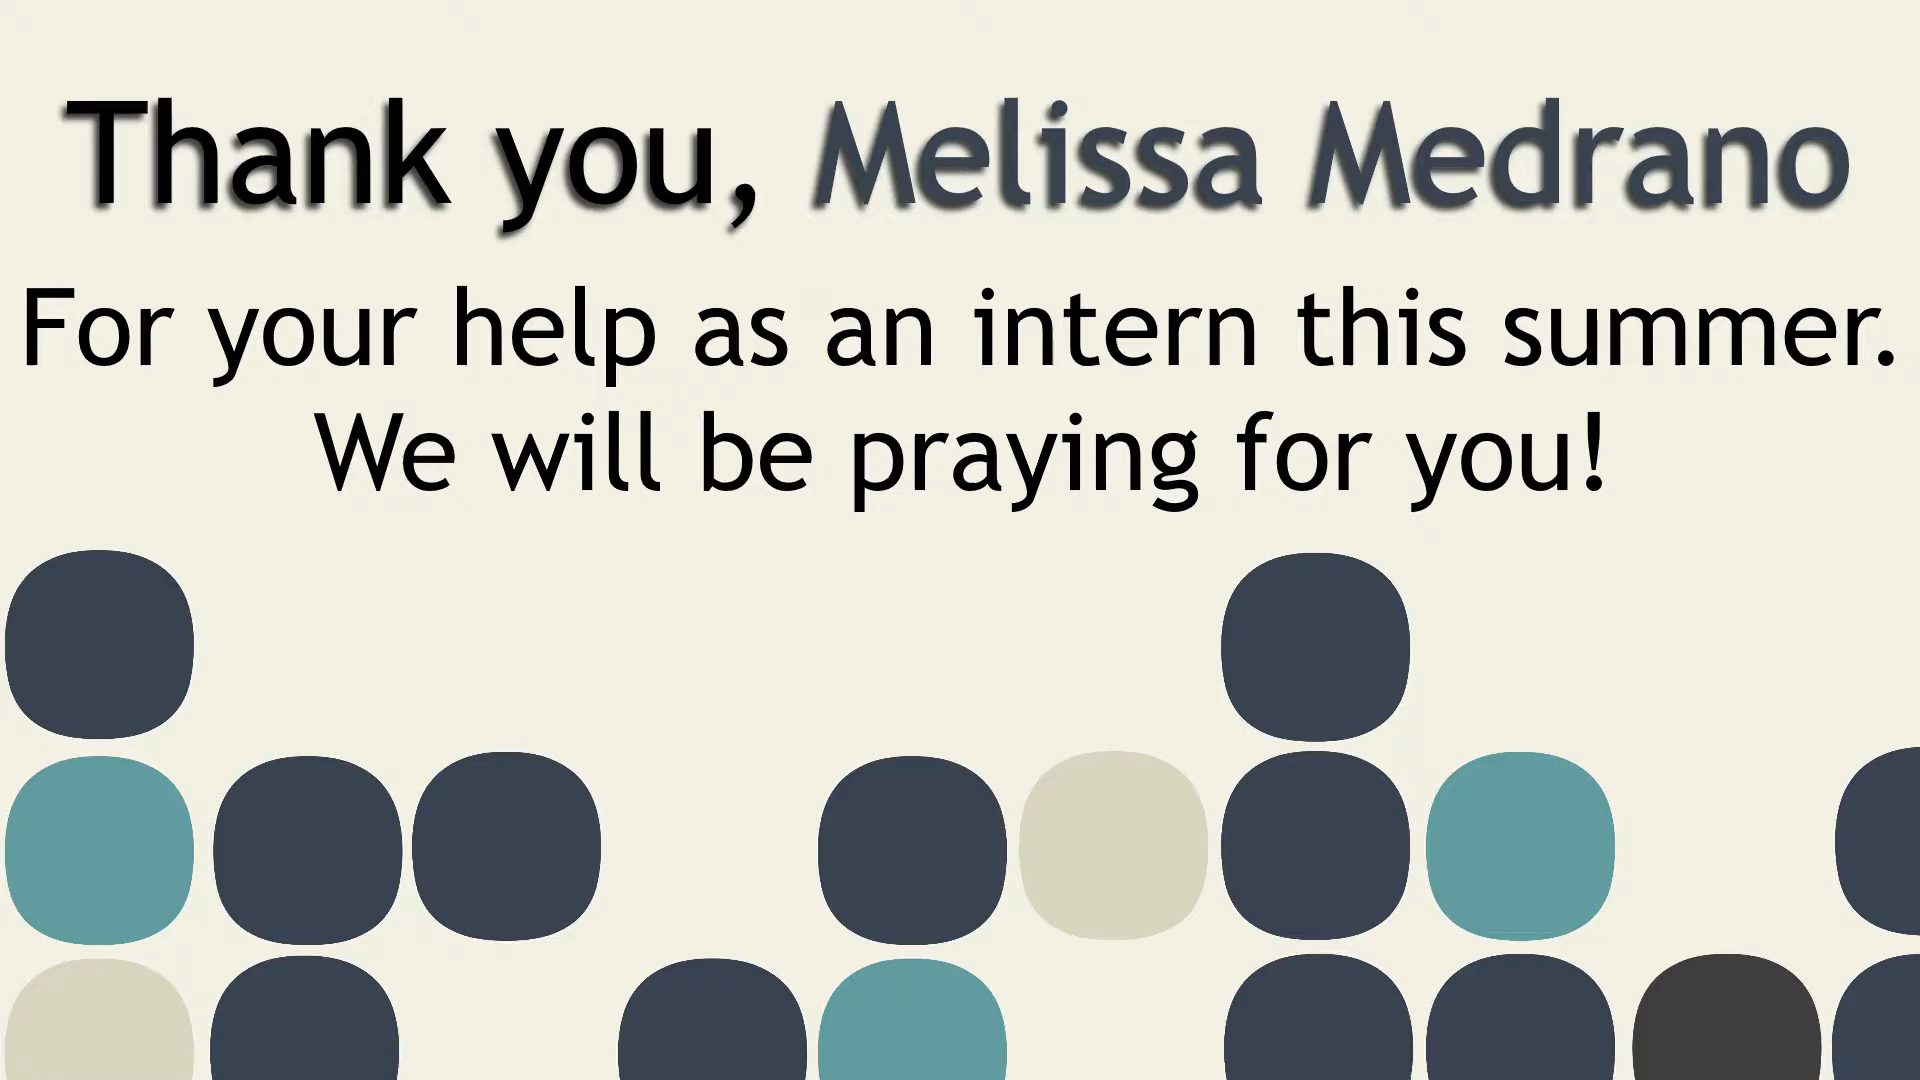 Thank you, Melissa Medrano
For your help as an intern this summer.
We will be praying for you!